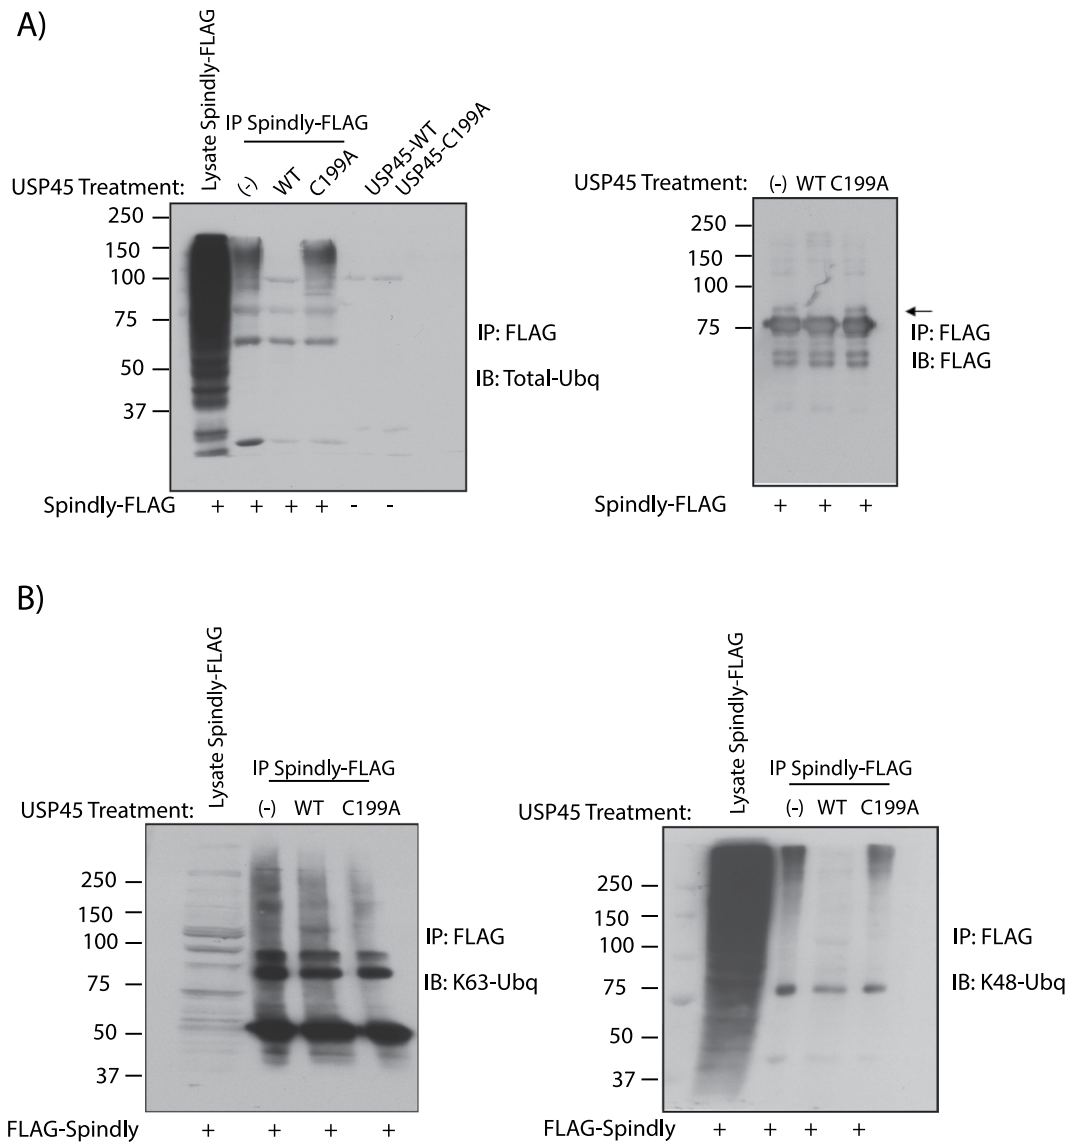 A)
Lysate Spindly-FLAG
IP Spindly-FLAG
USP45 Treatment:
(-)
WT
C199A
USP45-WT
USP45-C199A
250
150
100
75
50
37
IP: FLAG
IB: Total-Ubq
Spindly-FLAG + + + + - -
USP45 Treatment: (-) WT C199A
250
150
100
75
IP: FLAG
IB: FLAG
Spindly-FLAG + + +
B)
Lysate Spindly-FLAG
IP Spindly-FLAG
USP45 Treatment: (-) WT C199A
250
150
100
75
50
37
IP: FLAG
IB: K63-Ubq
FLAG-Spindly + + + +
Lysate Spindly-FLAG
IP Spindly-FLAG
USP45 Treatment: (-) WT C199A
250
150
100
75
50
37
IP: FLAG
IB: K48-Ubq
FLAG-Spindly + + + +